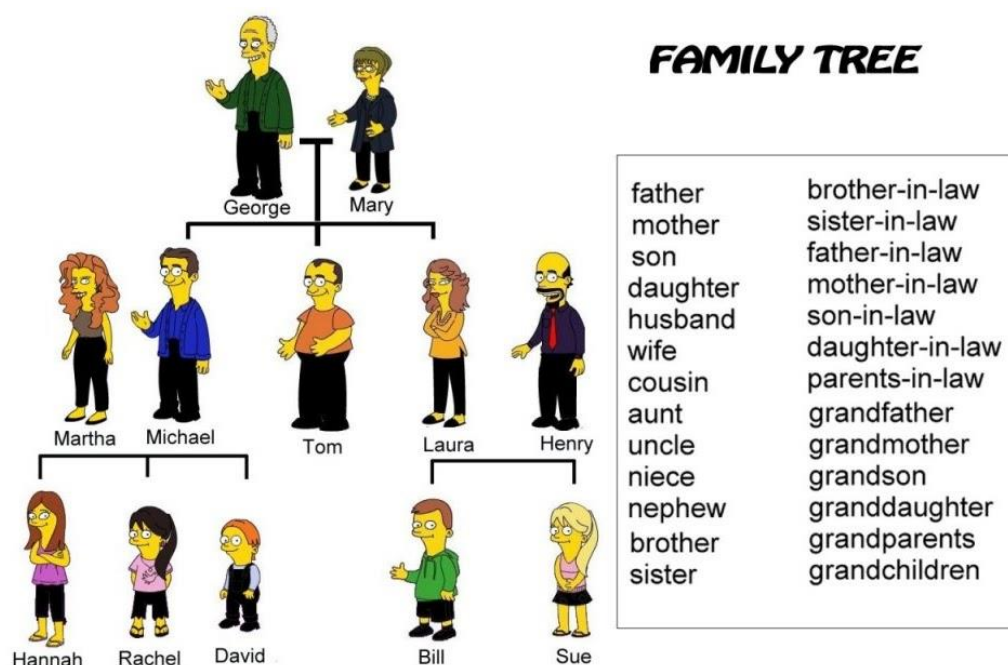 FAMILY TREE
George
Mary
Martha
Michael
Tom
Laura
Henry
Hannah
Rachel
David
Bill
Sue
father
mother
son
daughter
husband
wife
cousin
aunt
uncle
niece
nephew
brother
sister
brother-in-law
sister-in-law
father-in-law
mother-in-law
son-in-law
daughter-in-law
parents-in-law
grandfather
grandmother
grandson
granddaughter
grandparents
grandchildren